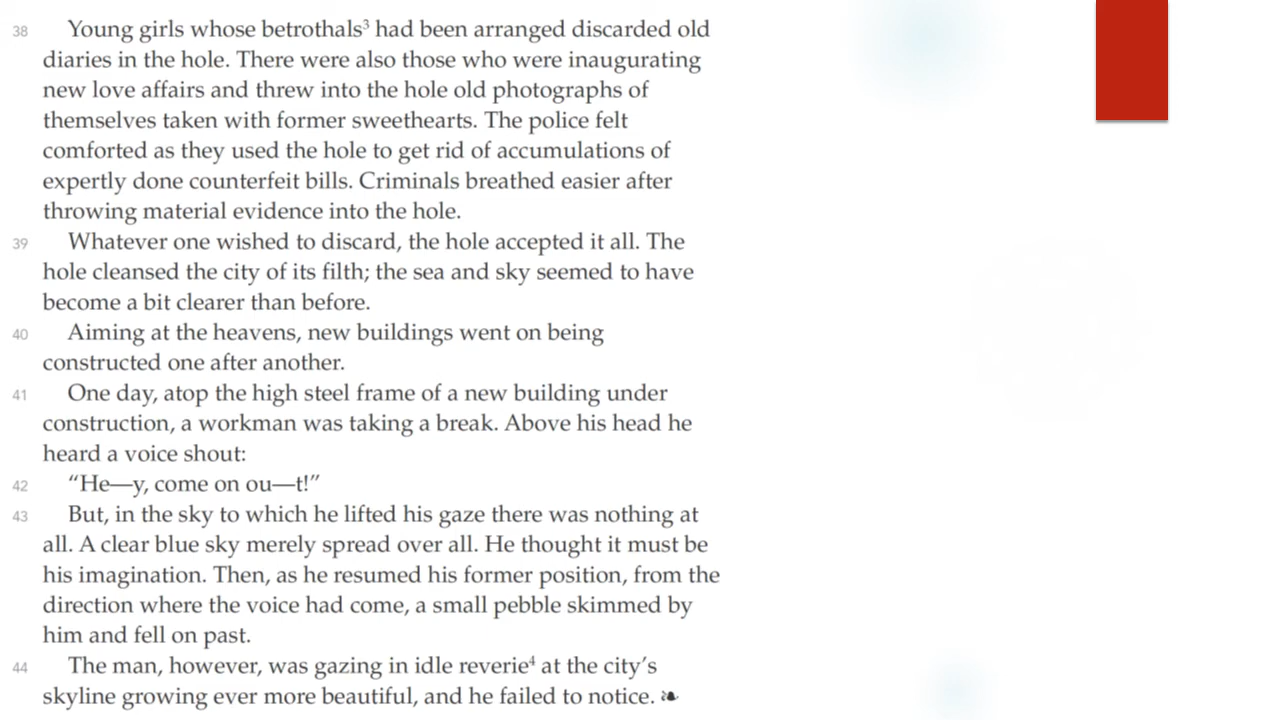 38 Young girls whose betrothals³ had been arranged discarded old
diaries in the hole. There were also those who were inaugurating
new love affairs and threw into the hole old photographs of
themselves taken with former sweethearts. The police felt
comforted as they used the hole to get rid of accumulations of
expertly done counterfeit bills. Criminals breathed easier after
throwing material evidence into the hole.
39 Whatever one wished to discard, the hole accepted it all. The
hole cleansed the city of its filth; the sea and sky seemed to have
become a bit clearer than before.
40 Aiming at the heavens, new buildings went on being
constructed one after another.
41 One day, atop the high steel frame of a new building under
construction, a workman was taking a break. Above his head he
heard a voice shout:
42 “He—y, come on ou—t!”
43 But, in the sky to which he lifted his gaze there was nothing at
all. A clear blue sky merely spread over all. He thought it must be
his imagination. Then, as he resumed his former position, from the
direction where the voice had come, a small pebble skimmed by
him and fell on past.
44 The man, however, was gazing in idle reverie⁴ at the city’s
skyline growing ever more beautiful, and he failed to notice. ❧